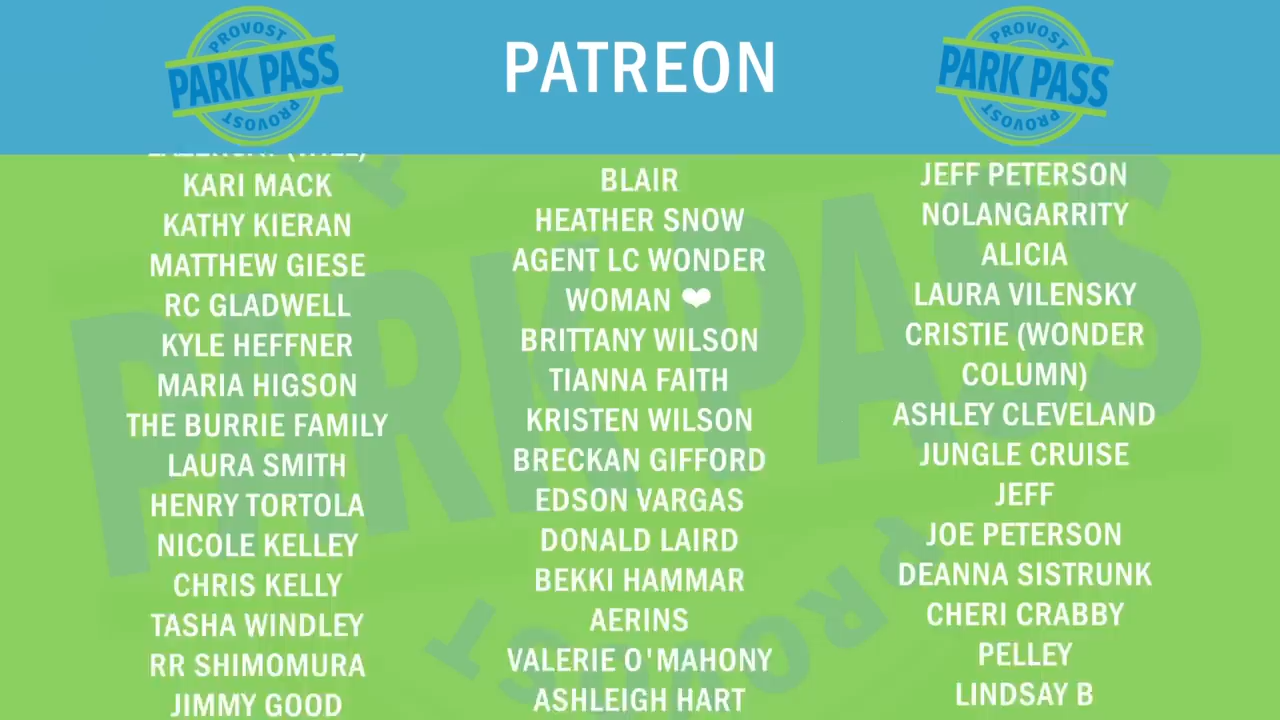 PROVOST
PARK PASS
PROVOST
PATREON
PROVOST
PARK PASS
PROVOST
KARI MACK
KATHY KIERAN
MATTHEW GIESE
RC GLADWELL
KYLE HEFFNER
MARIA HIGSON
THE BURRIE FAMILY
LAURA SMITH
HENRY TORTOLA
NICOLE KELLEY
CHRIS KELLY
TASHA WINDLEY
RR SHIMOMURA
JIMMY GOOD
BLAIR
HEATHER SNOW
AGENT LC WONDER
WOMAN ❤
BRITTANY WILSON
TIANNA FAITH
KRISTEN WILSON
BRECKAN GIFFORD
EDSON VARGAS
DONALD LAIRD
BEKKI HAMMAR
AERINS
VALERIE O'MAHONY
ASHLEIGH HART
JEFF PETERSON
NOLANGARRITY
ALICIA
LAURA VILENSKY
CRISTIE (WONDER
COLUMN)
ASHLEY CLEVELAND
JUNGLE CRUISE
JEFF
JOE PETERSON
DEANNA SISTRUNK
CHERI CRABBY
PELLEY
LINDSAY B
PARK PASS
PROVOST